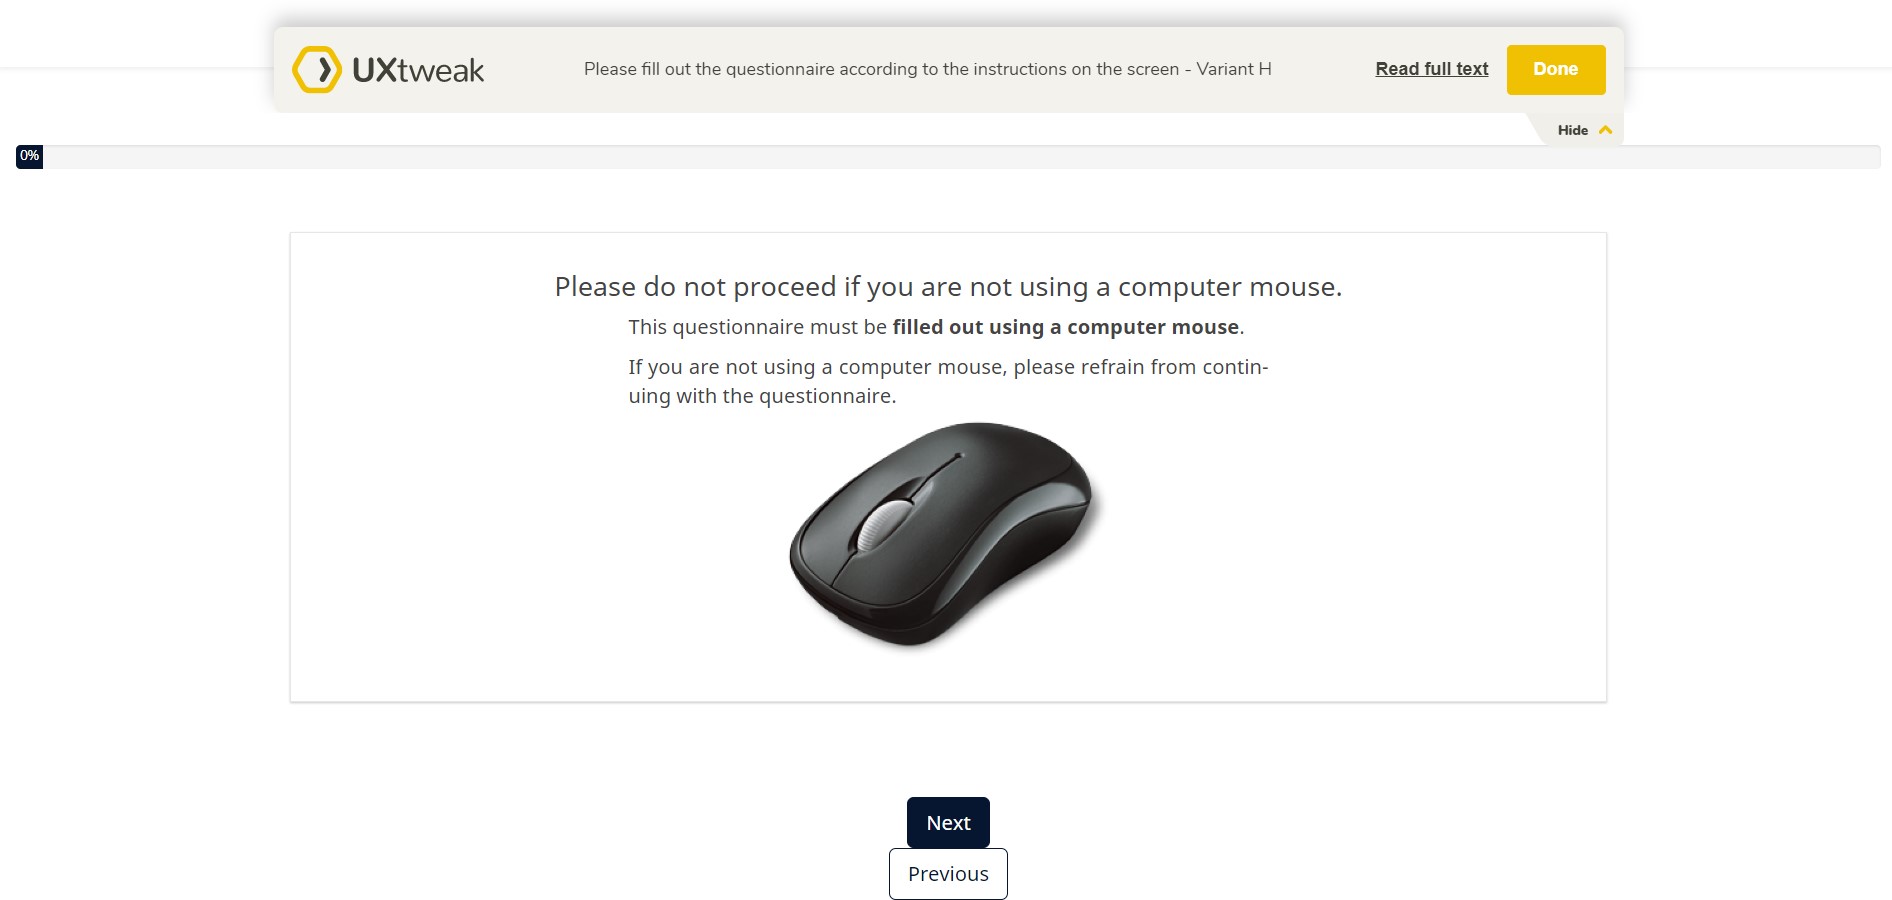 UXtweak
Please fill out the questionnaire according to the instructions on the screen - Variant H
Read full text
Done
Hide
0%
Please do not proceed if you are not using a computer mouse.
This questionnaire must be filled out using a computer mouse.
If you are not using a computer mouse, please refrain from contin-
uing with the questionnaire.
Next
Previous